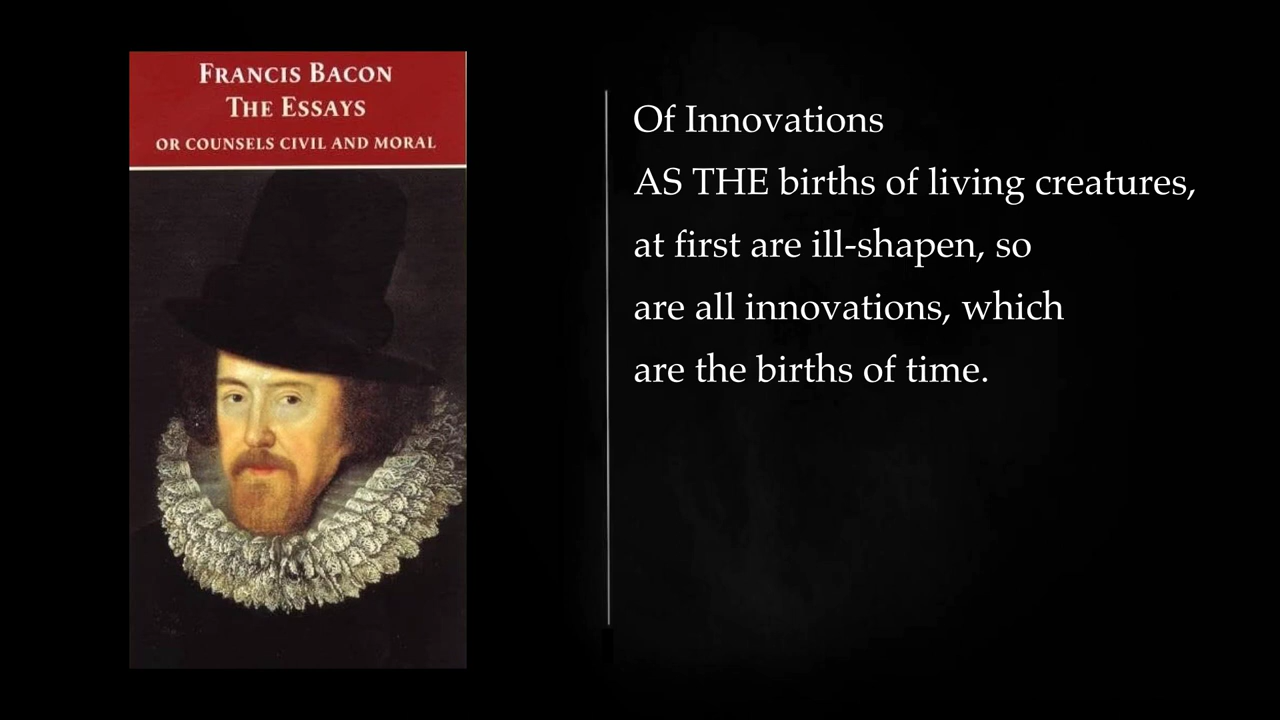 FRANCIS BACON
THE ESSAYS
OR COUNSELS CIVIL AND MORAL
Of Innovations
AS THE births of living creatures,
at first are ill-shapen, so
are all innovations, which
are the births of time.